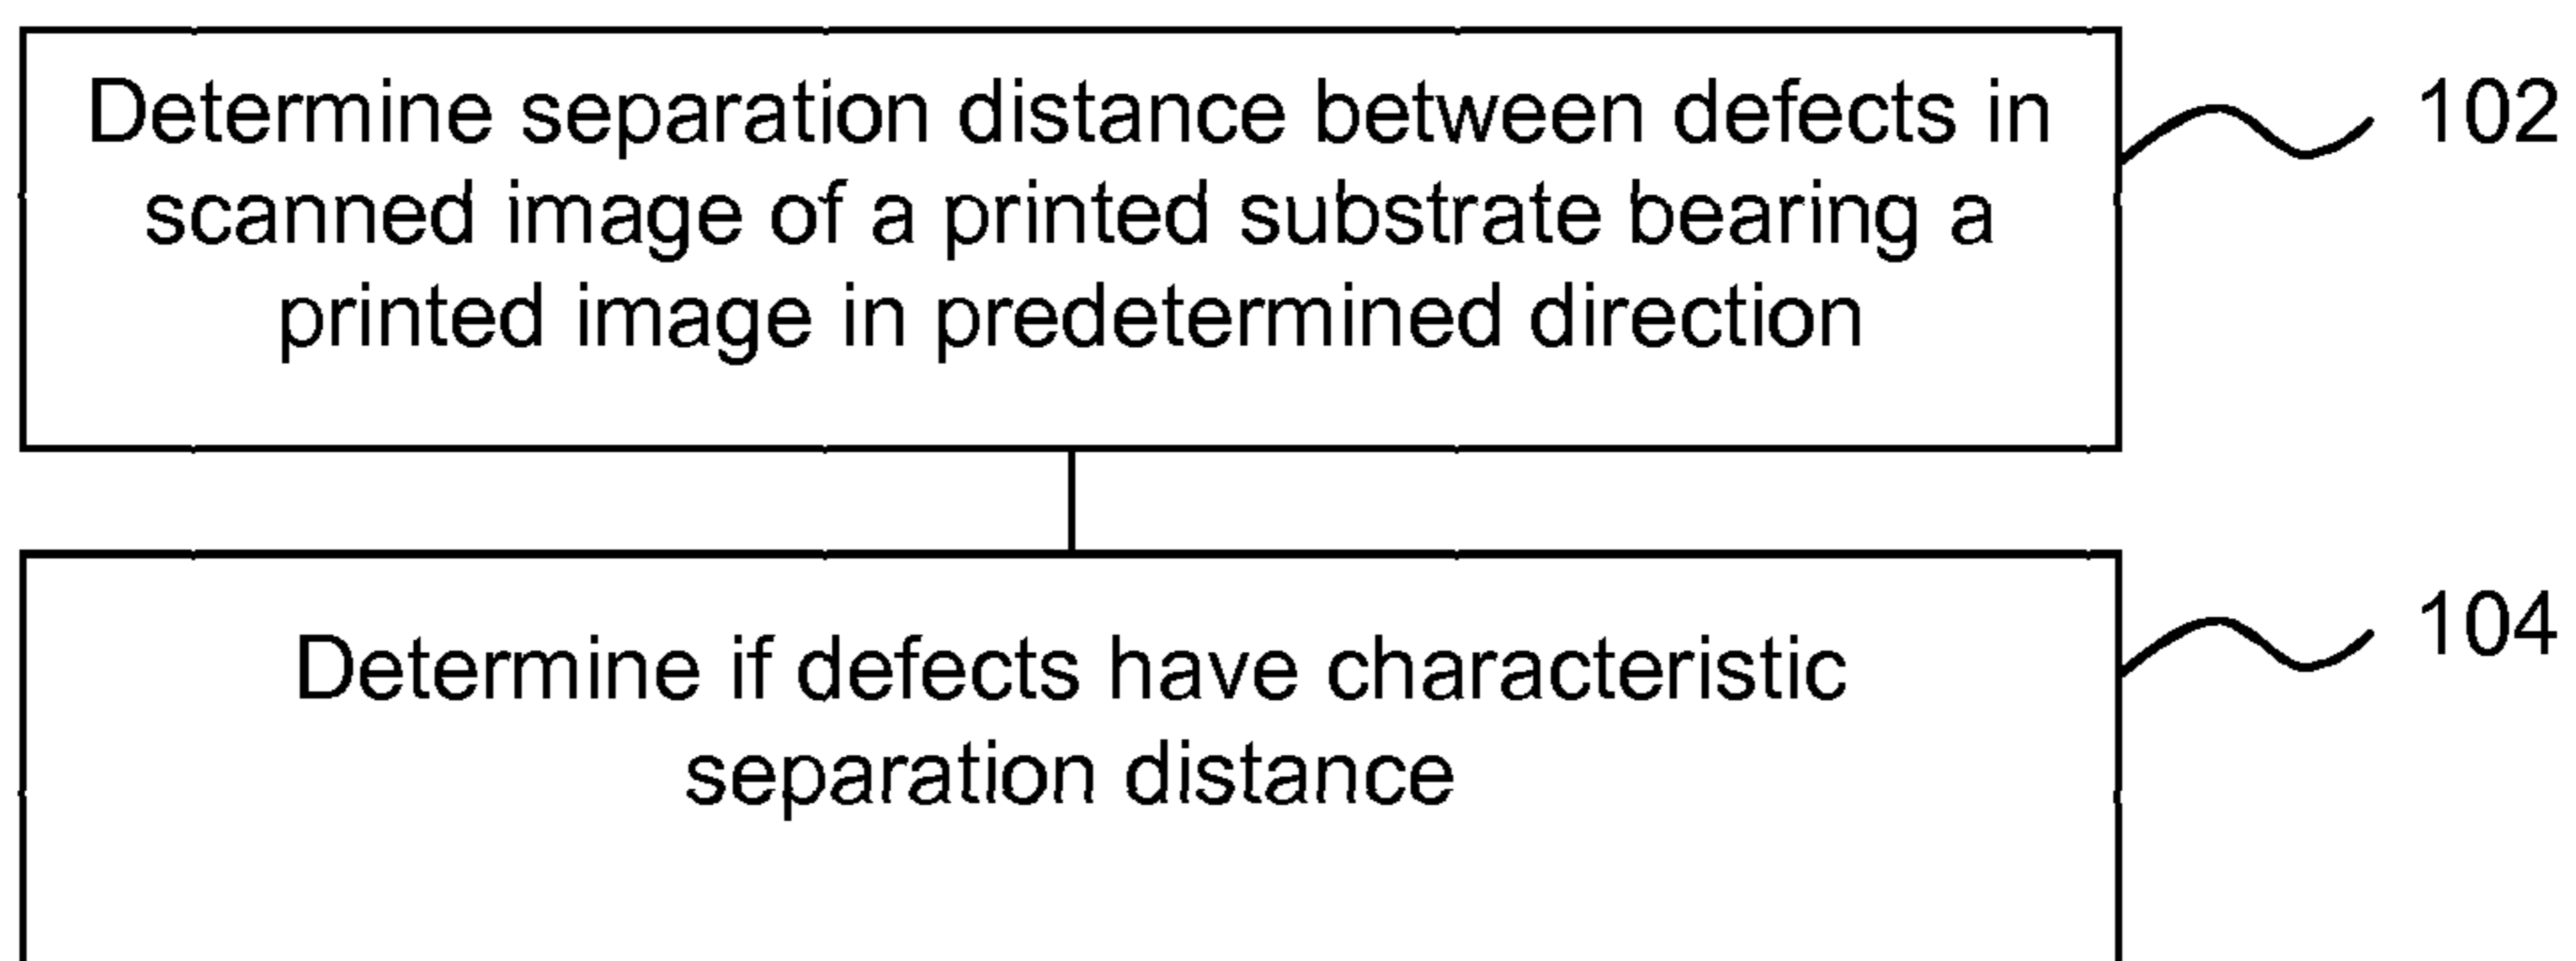 Determine separation distance between defects in
scanned image of a printed substrate bearing a
printed image in predetermined direction
102
Determine if defects have characteristic
separation distance
104